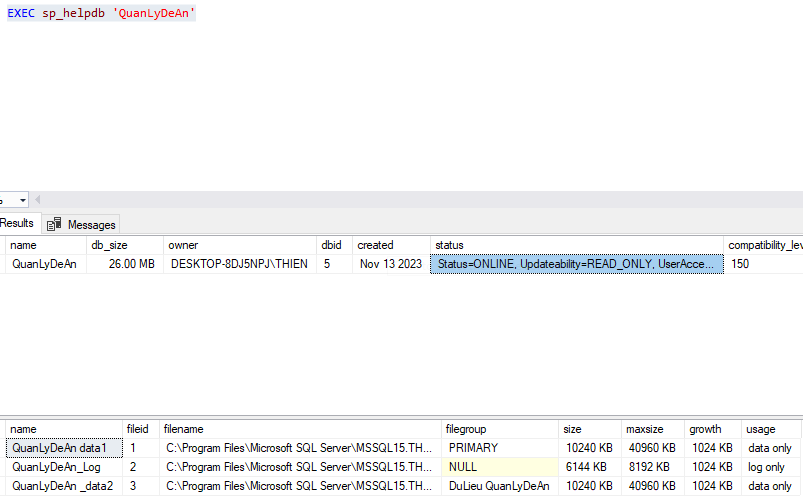 EXEC sp_helpdb 'QuanLyDeAn'
Results Messages
name db_size owner dbid created status compatibility_lev
QuanLyDeAn 26.00 MB DESKTOP-8DJ5NPJ\THIEN 5 Nov 13 2023 Status=ONLINE, Updateability=READ_ONLY, UserAcce... 150
name fileid filename filegroup size maxsize growth usage
QuanLyDeAn data1 1 C:\Program Files\Microsoft SQL Server\MSSQL15.TH... PRIMARY 10240 KB 40960 KB 1024 KB data only
QuanLyDeAn_Log 2 C:\Program Files\Microsoft SQL Server\MSSQL15.TH... NULL 6144 KB 8192 KB 1024 KB log only
QuanLyDeAn _data2 3 C:\Program Files\Microsoft SQL Server\MSSQL15.TH... DuLieu QuanLyDeAn 10240 KB 40960 KB 1024 KB data only